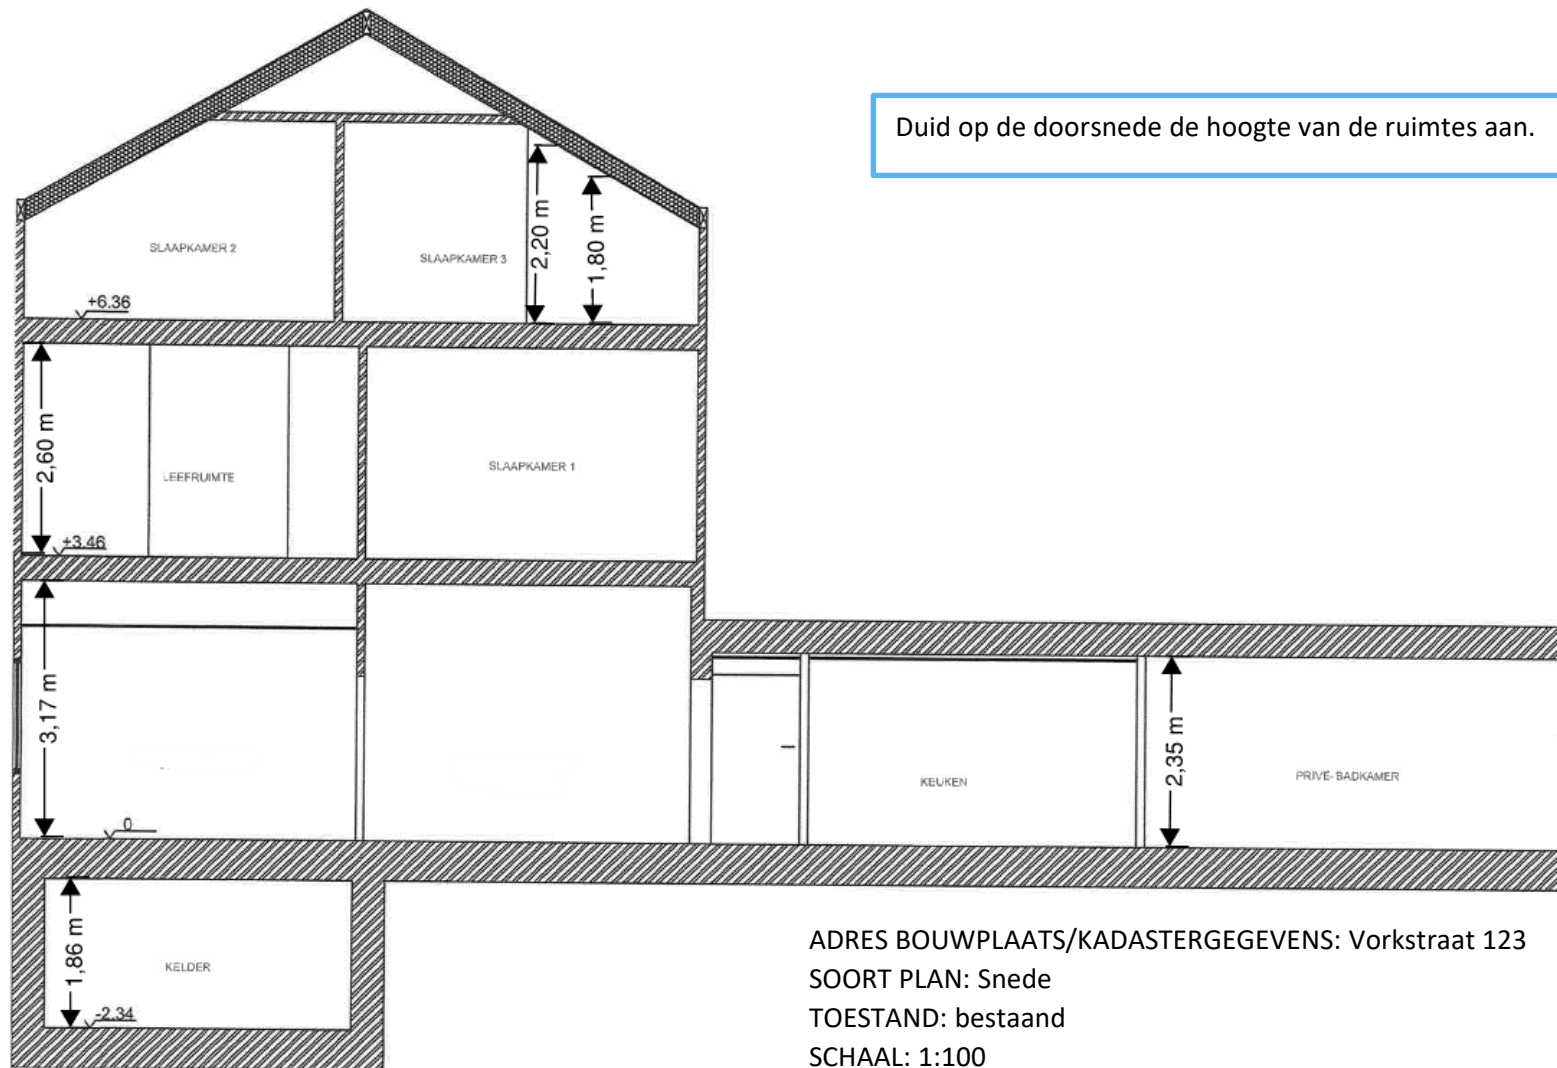 Duid op de doorsnede de hoogte van de ruimtes aan.
2,20 m
1,80 m
SLAAPKAMER 2
SLAAPKAMER 3
+6.36
2,60 m
LEEFRUIMTE
SLAAPKAMER 1
+3.46
3,17 m
2,35 m
KEUKEN
PRIVE-BADKAMER
0
1,86 m
KELDER
-2.34
ADRES BOUWPLAATS/KADASTERGEGEVENS: Vorkstraat 123
SOORT PLAN: Snede
TOESTAND: bestaand
SCHAAL: 1:100